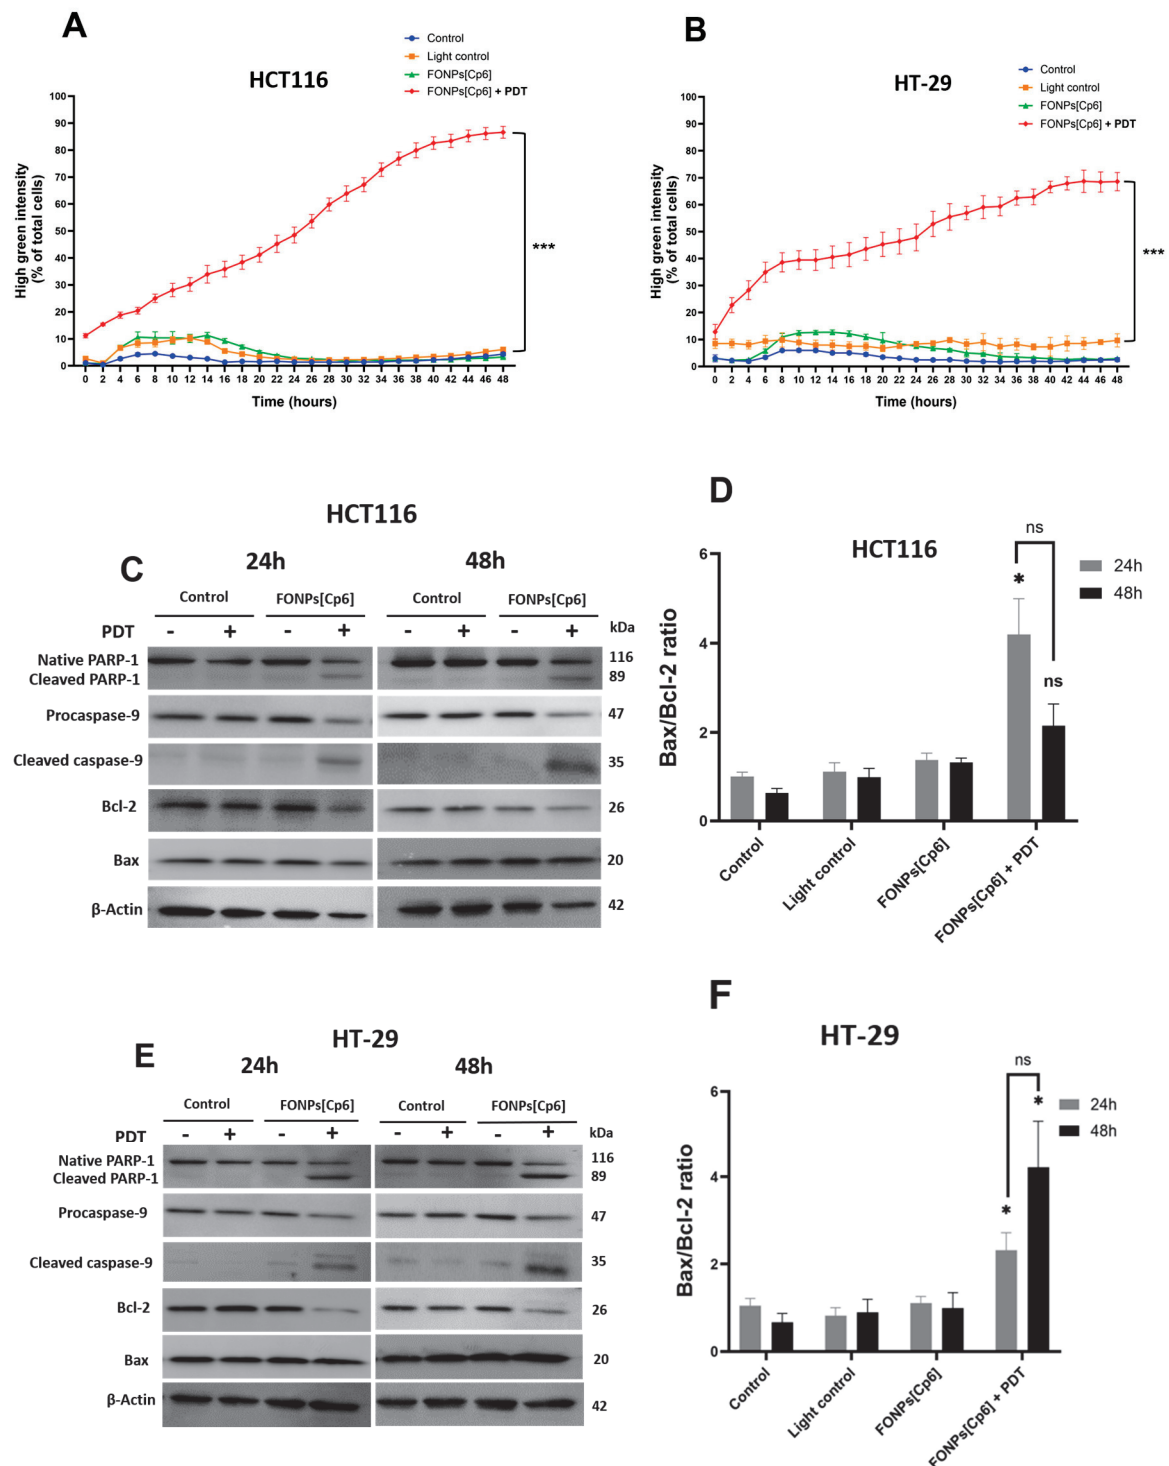 A
HCT116
Control
Light control
FONPs[Cp6]
FONPs[Cp6] + PDT
High green intensity
(% of total cells)
100
90
80
70
60
50
40
30
20
10
0
***
0 2 4 6 8 10 12 14 16 18 20 22 24 26 28 30 32 34 36 38 40 42 44 46 48
Time (hours)
B
HT-29
Control
Light control
FONPs[Cp6]
FONPs[Cp6] + PDT
High green intensity
(% of total cells)
100
90
80
70
60
50
40
30
20
10
0
***
0 2 4 6 8 10 12 14 16 18 20 22 24 26 28 30 32 34 36 38 40 42 44 46 48
Time (hours)
HCT116
C
24h 48h
Control FONPs[Cp6] Control FONPs[Cp6]
PDT - + - + - + - + kDa
Native PARP-1 116
Cleaved PARP-1 89
Procaspase-9 47
Cleaved caspase-9 35
Bcl-2 26
Bax 20
β-Actin 42
D
HCT116
24h
48h
Bax/Bcl-2 ratio
6
4
2
0
ns
*
ns
Control
Light control
FONPs[Cp6]
FONPs[Cp6] + PDT
HT-29
E
24h 48h
Control FONPs[Cp6] Control FONPs[Cp6]
PDT - + - + - + - + kDa
Native PARP-1 116
Cleaved PARP-1 89
Procaspase-9 47
Cleaved caspase-9 35
Bcl-2 26
Bax 20
β-Actin 42
F
HT-29
24h
48h
Bax/Bcl-2 ratio
6
4
2
0
ns
*
*
Control
Light control
FONPs[Cp6]
FONPs[Cp6] + PDT